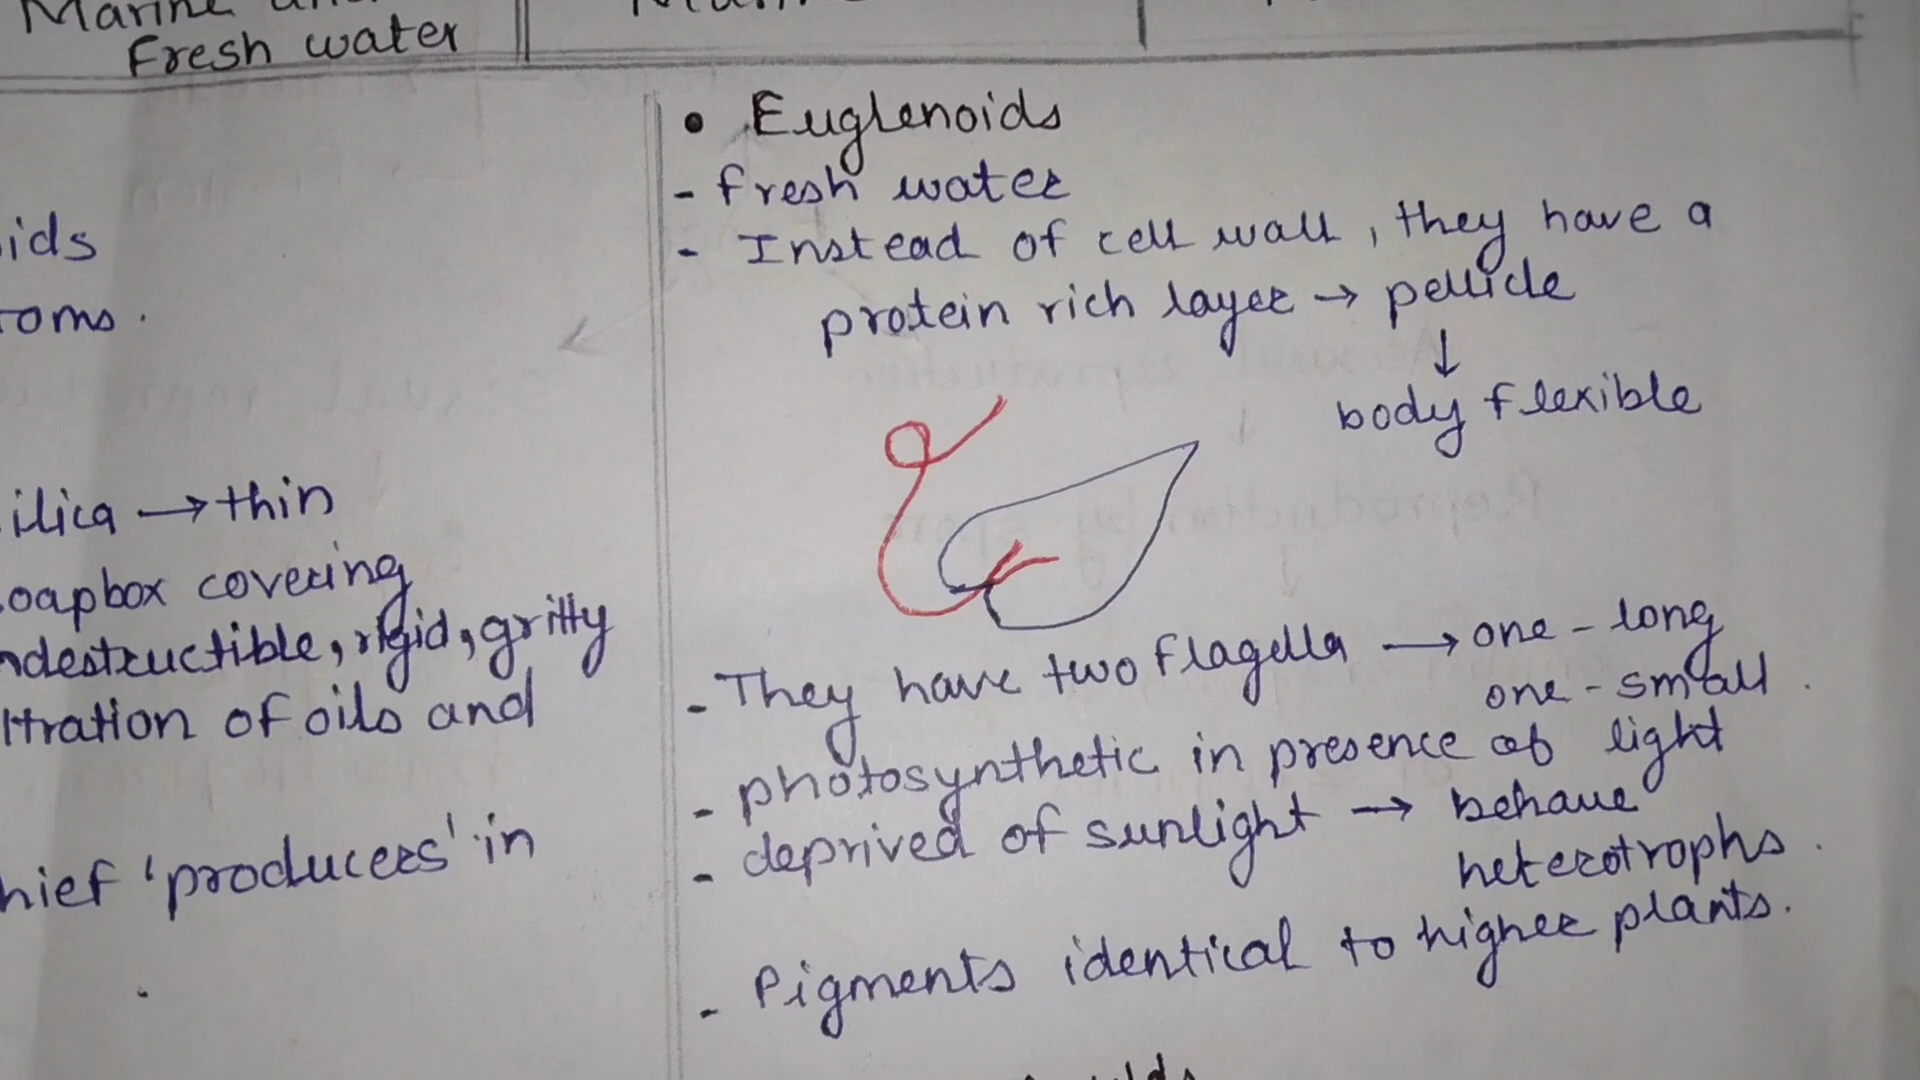 Marine
Fresh water
• Euglenoids
- fresh water
- Instead of cell wall, they have a
protein rich layer → pellicle
↓
body flexible
- They have two flagella → one - long
one - small.
- photosynthetic in presence of light
- deprived of sunlight → behave
heterotrophs.
- Pigments identical to higher plants.
ids
oms.
ilica → thin
oapbox covering
ndestructible, rigid, gritty
ltration of oils and
hief 'producers' in